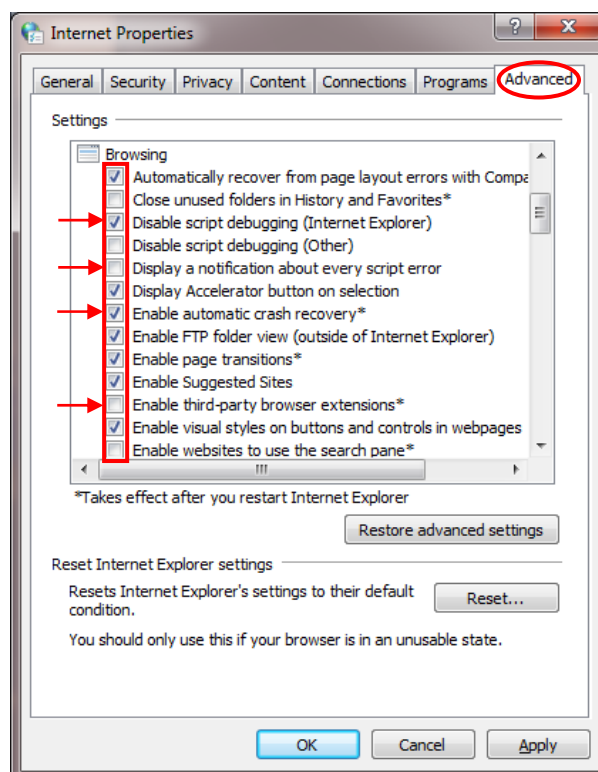 Internet Properties
General Security Privacy Content Connections Programs Advanced
Settings
Browsing
Automatically recover from page layout errors with Compa
Close unused folders in History and Favorites*
Disable script debugging (Internet Explorer)
Disable script debugging (Other)
Display a notification about every script error
Display Accelerator button on selection
Enable automatic crash recovery*
Enable FTP folder view (outside of Internet Explorer)
Enable page transitions*
Enable Suggested Sites
Enable third-party browser extensions*
Enable visual styles on buttons and controls in webpages
Enable websites to use the search pane*
*Takes effect after you restart Internet Explorer
Restore advanced settings
Reset Internet Explorer settings
Resets Internet Explorer's settings to their default
condition.
Reset...
You should only use this if your browser is in an unusable state.
OK Cancel Apply